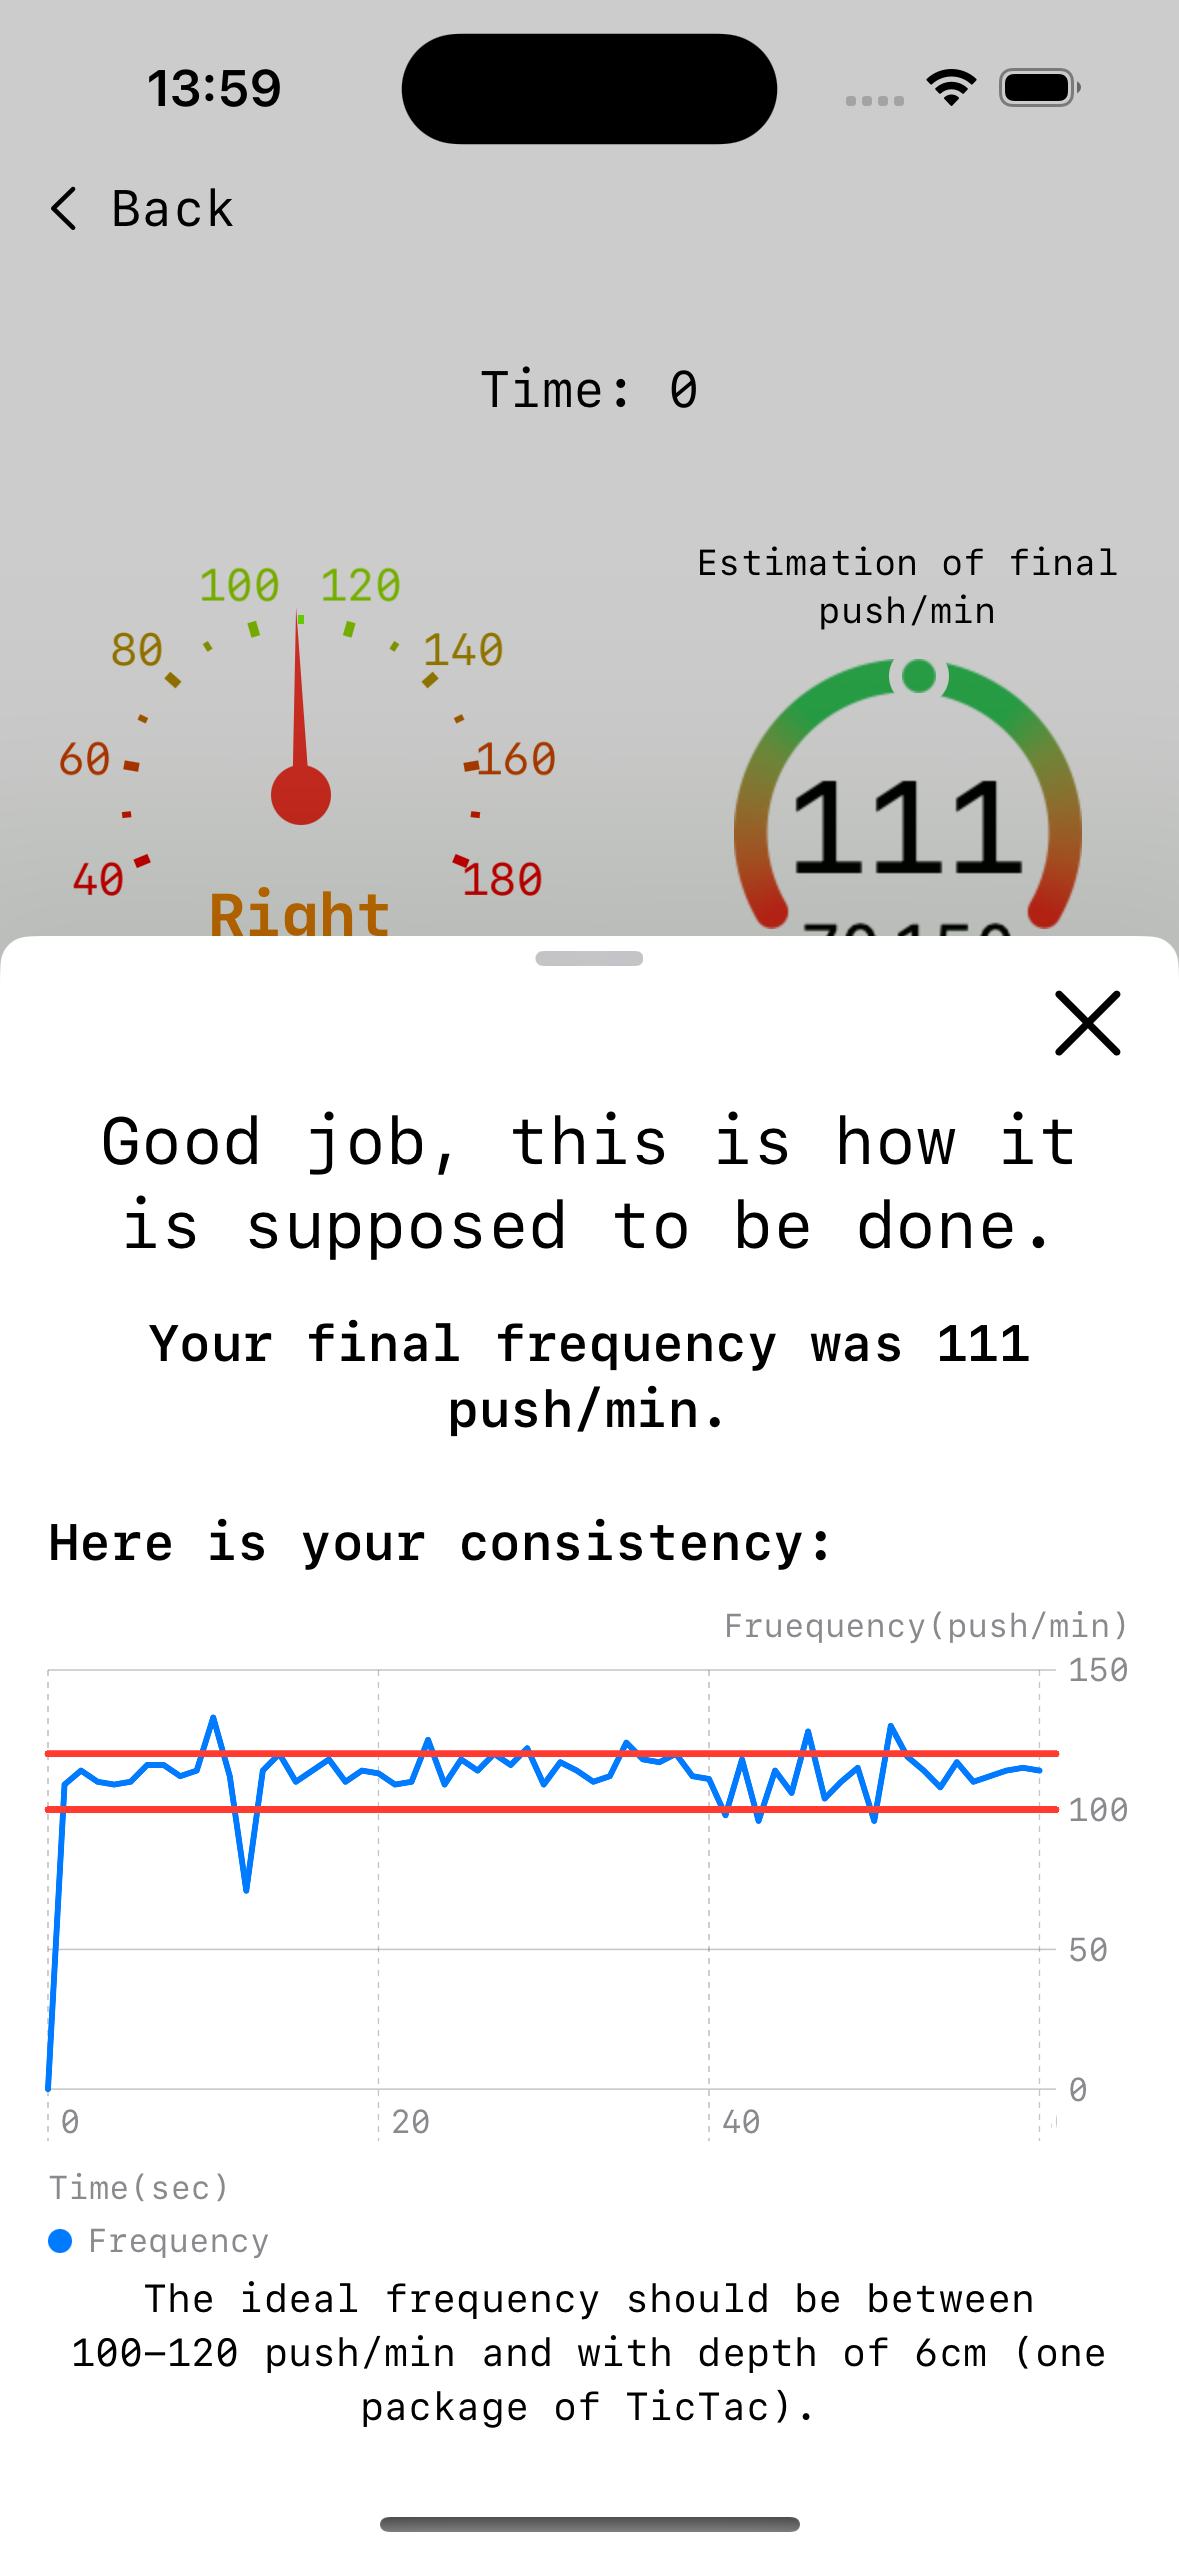 13:59
Back
Time: 0
Estimation of final
push/min
100 120
80 140
60 160
40 180
111
Right
Good job, this is how it
is supposed to be done.
Your final frequency was 111
push/min.
Here is your consistency:
Fruequency(push/min)
150
100
50
0
0 20 40
Time(sec)
Frequency
The ideal frequency should be between
100–120 push/min and with depth of 6cm (one
package of TicTac).